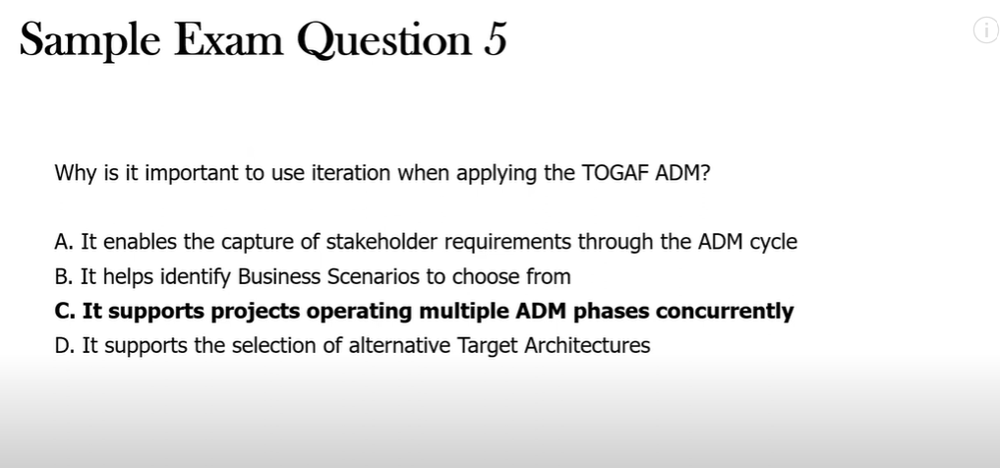 Sample Exam Question 5
Why is it important to use iteration when applying the TOGAF ADM?
A. It enables the capture of stakeholder requirements through the ADM cycle
B. It helps identify Business Scenarios to choose from
C. It supports projects operating multiple ADM phases concurrently
D. It supports the selection of alternative Target Architectures